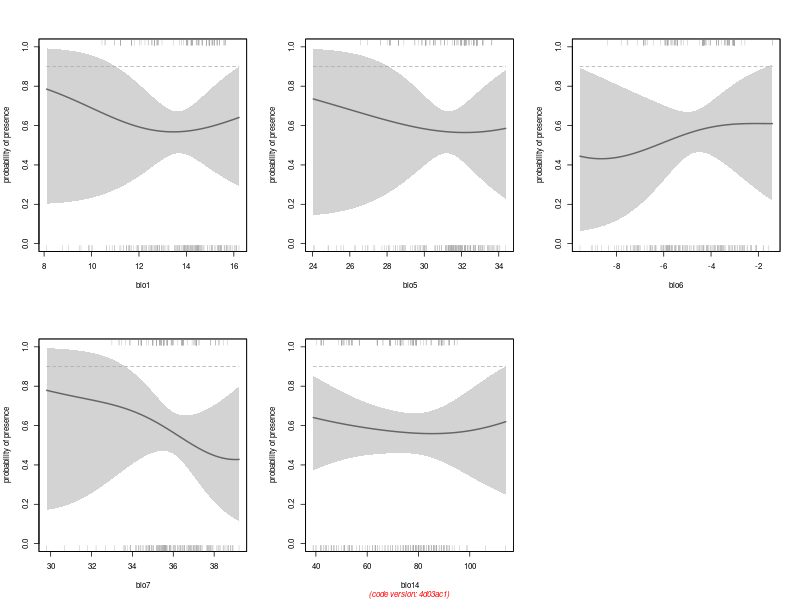 probability of presence
0.0 0.2 0.4 0.6 0.8 1.0
8 10 12 14 16
bio1
probability of presence
0.0 0.2 0.4 0.6 0.8 1.0
24 26 28 30 32 34
bio5
probability of presence
0.0 0.2 0.4 0.6 0.8 1.0
-8 -6 -4 -2
bio6
probability of presence
0.0 0.2 0.4 0.6 0.8 1.0
30 32 34 36 38
bio7
probability of presence
0.0 0.2 0.4 0.6 0.8 1.0
40 60 80 100
bio14
(code version: 4d03ac1)